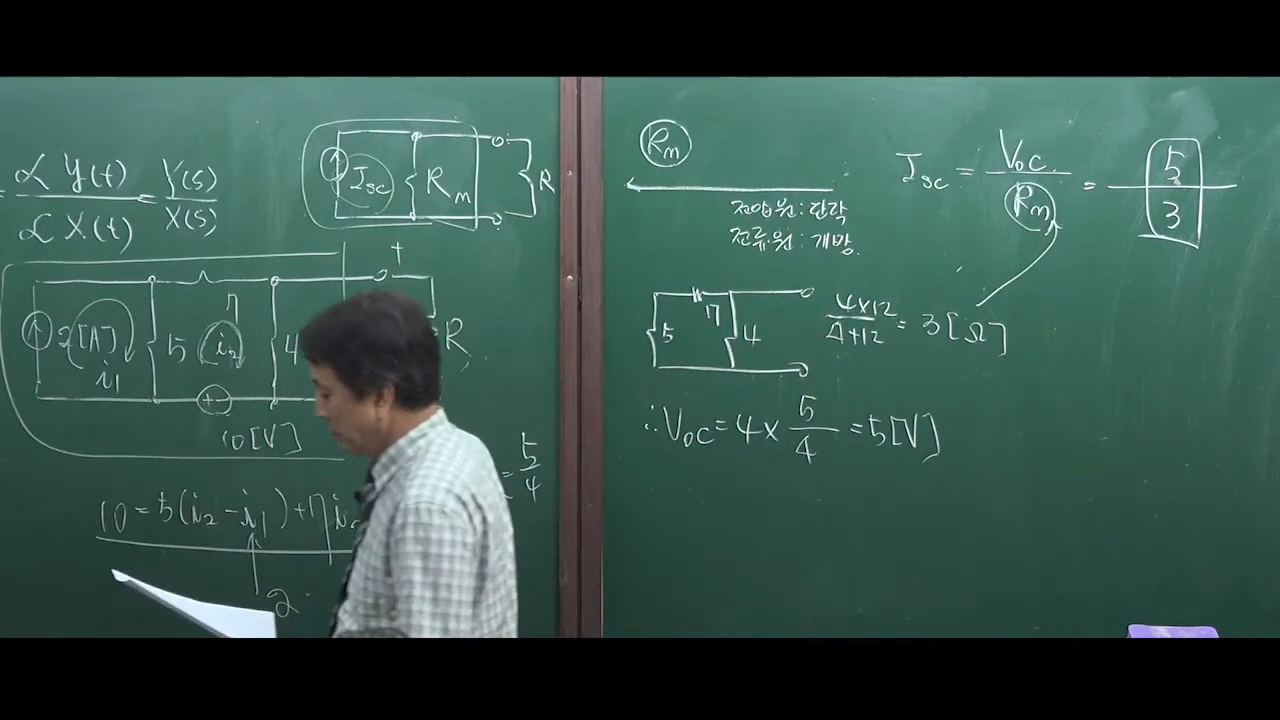 α Y(t) / α X(t) = Y(s) / X(s)
I_sc R_m R
2[A] i_1 5 7 i_2 4 + R
+ -
10[V]
10 = 5(i_2 - i_1) + 7i_2
= 5/4
2
R_m
전압원 : 단락
전류원 : 개방
I_sc = V_oc / R_m = 5/3
5 7 4
4×12 / 4+12 = 3[Ω]
∴ V_oc = 4 × 5/4 = 5[V]